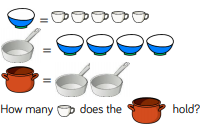 =
=
=
How many does the hold?